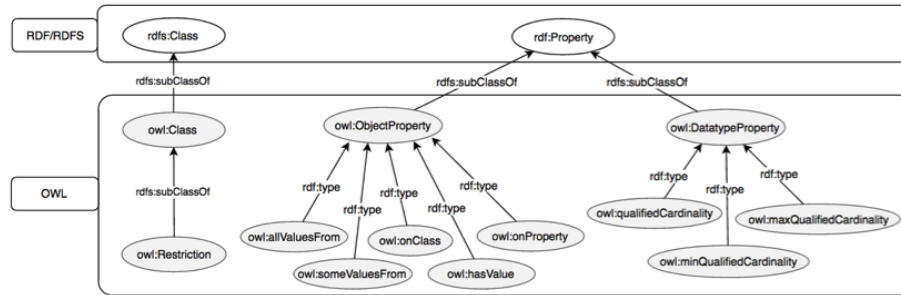 RDF/RDFS
rdfs:Class
rdf:Property
rdfs:subClassOf
rdfs:subClassOf
rdfs:subClassOf
OWL
owl:Class
owl:ObjectProperty
owl:DatatypeProperty
rdfs:subClassOf
rdf:type
rdf:type
rdf:type
rdf:type
rdf:type
rdf:type
rdf:type
rdf:type
owl:Restriction
owl:allValuesFrom
owl:someValuesFrom
owl:onClass
owl:hasValue
owl:onProperty
owl:qualifiedCardinality
owl:minQualifiedCardinality
owl:maxQualifiedCardinality